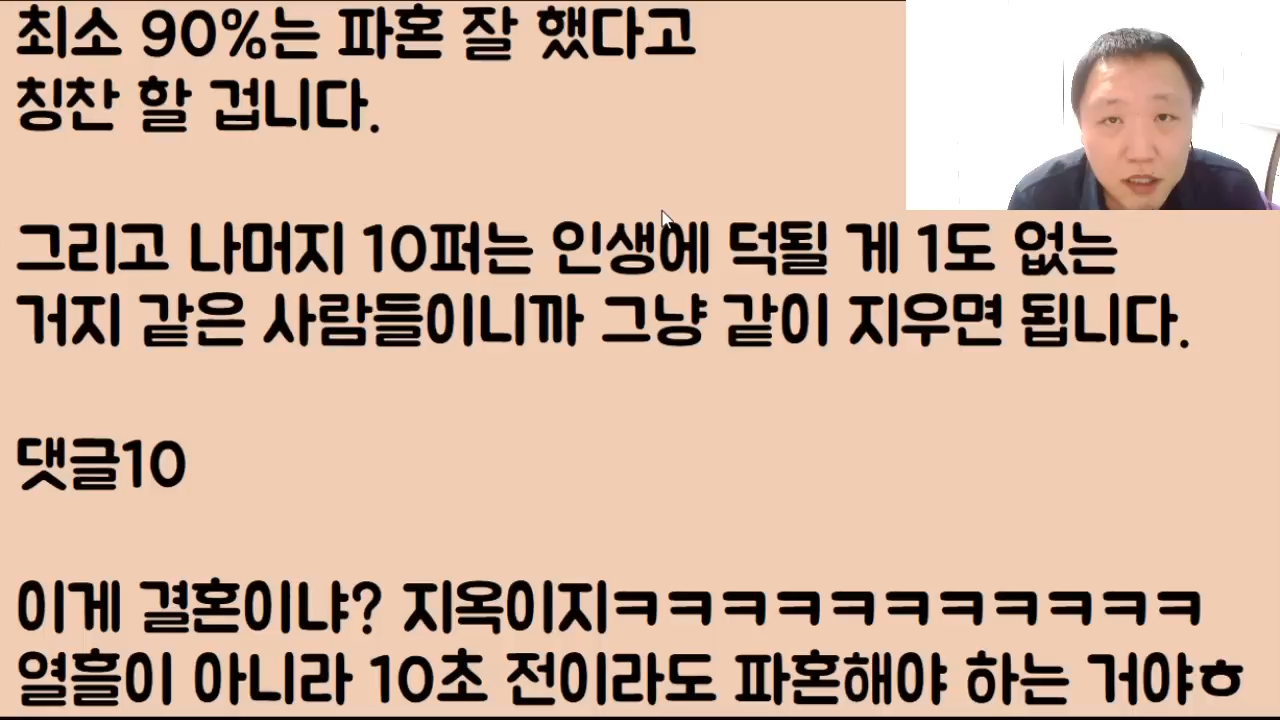 최소 90%는 파혼 잘 했다고
칭찬 할 겁니다.
그리고 나머지 10퍼는 인생에 덕될 게 1도 없는
거지 같은 사람들이니까 그냥 같이 지우면 됩니다.
댓글10
이게 결혼이냐? 지옥이지ㅋㅋㅋㅋㅋㅋㅋㅋㅋㅋㅋ
열흘이 아니라 10초 전이라도 파혼해야 하는 거야ㅎ